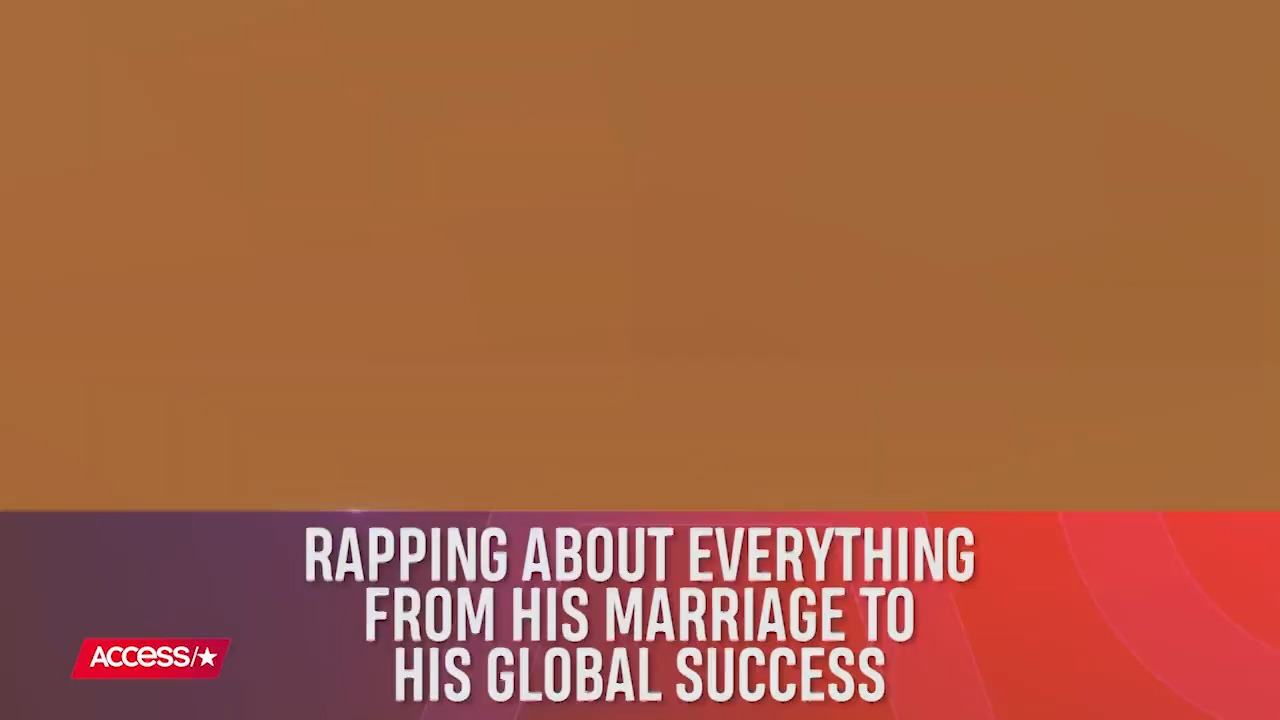 RAPPING ABOUT EVERYTHING
FROM HIS MARRIAGE TO
HIS GLOBAL SUCCESS
ACCESS/★